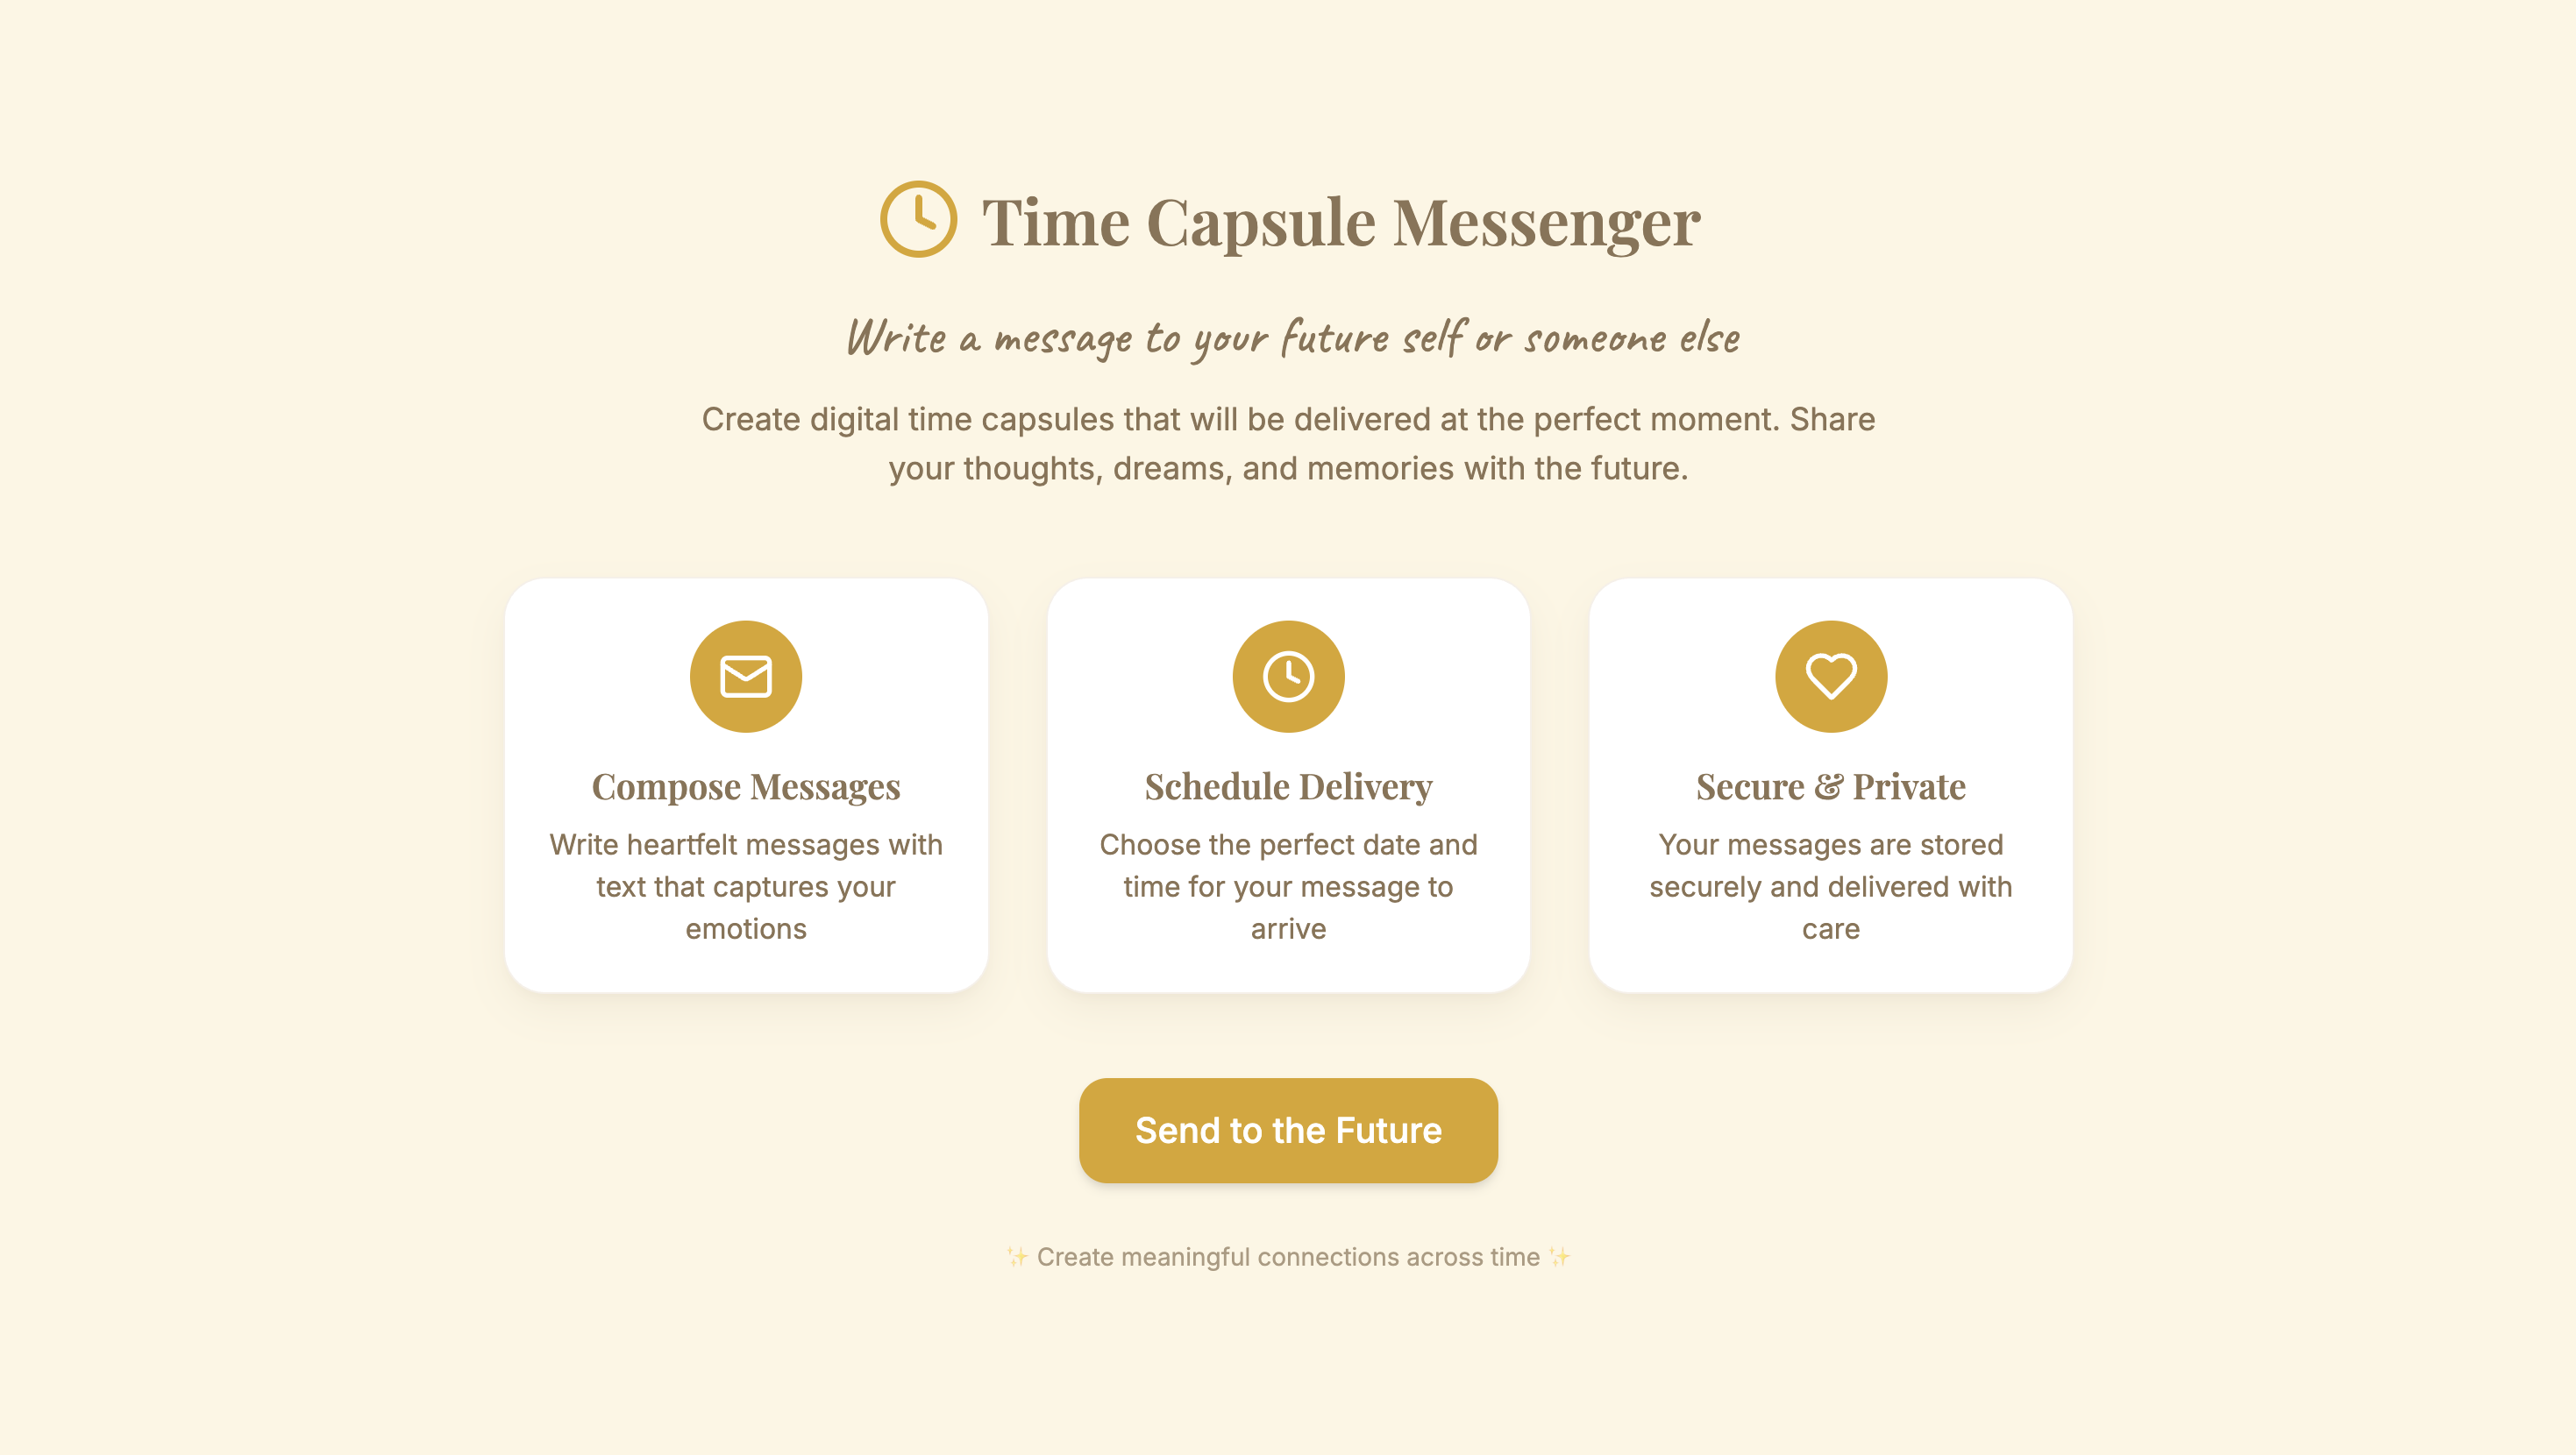 Time Capsule Messenger
Write a message to your future self or someone else
Create digital time capsules that will be delivered at the perfect moment. Share
your thoughts, dreams, and memories with the future.
Compose Messages
Write heartfelt messages with
text that captures your
emotions
Schedule Delivery
Choose the perfect date and
time for your message to
arrive
Secure & Private
Your messages are stored
securely and delivered with
care
Send to the Future
✨ Create meaningful connections across time ✨